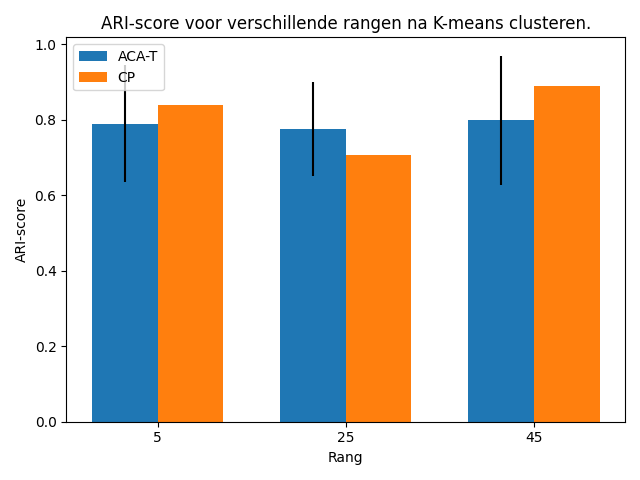 ARI-score voor verschillende rangen na K-means clusteren.
ACA-T
CP
1.0
0.8
0.6
0.4
0.2
0.0
ARI-score
5 25 45
Rang